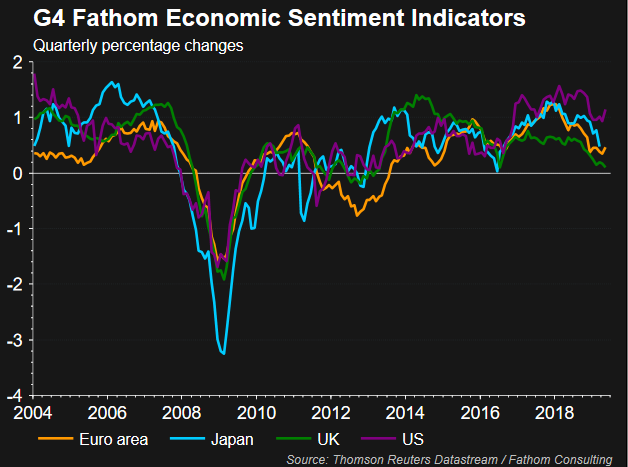 G4 Fathom Economic Sentiment Indicators
Quarterly percentage changes
2
1
0
-1
-2
-3
-4
2004 2006 2008 2010 2012 2014 2016 2018
Euro area Japan UK US
Source: Thomson Reuters Datastream / Fathom Consulting